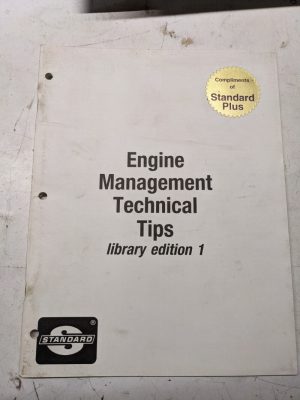 Compliments
of
Standard
Plus
Engine
Management
Technical
Tips
library edition 1
®
STANDARD